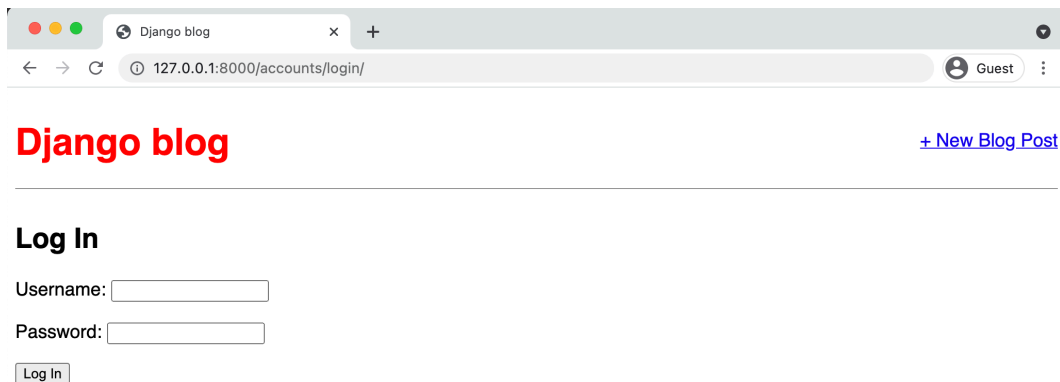 Django blog
127.0.0.1:8000/accounts/login/
Guest
Django blog
+ New Blog Post
Log In
Username:
Password:
Log In